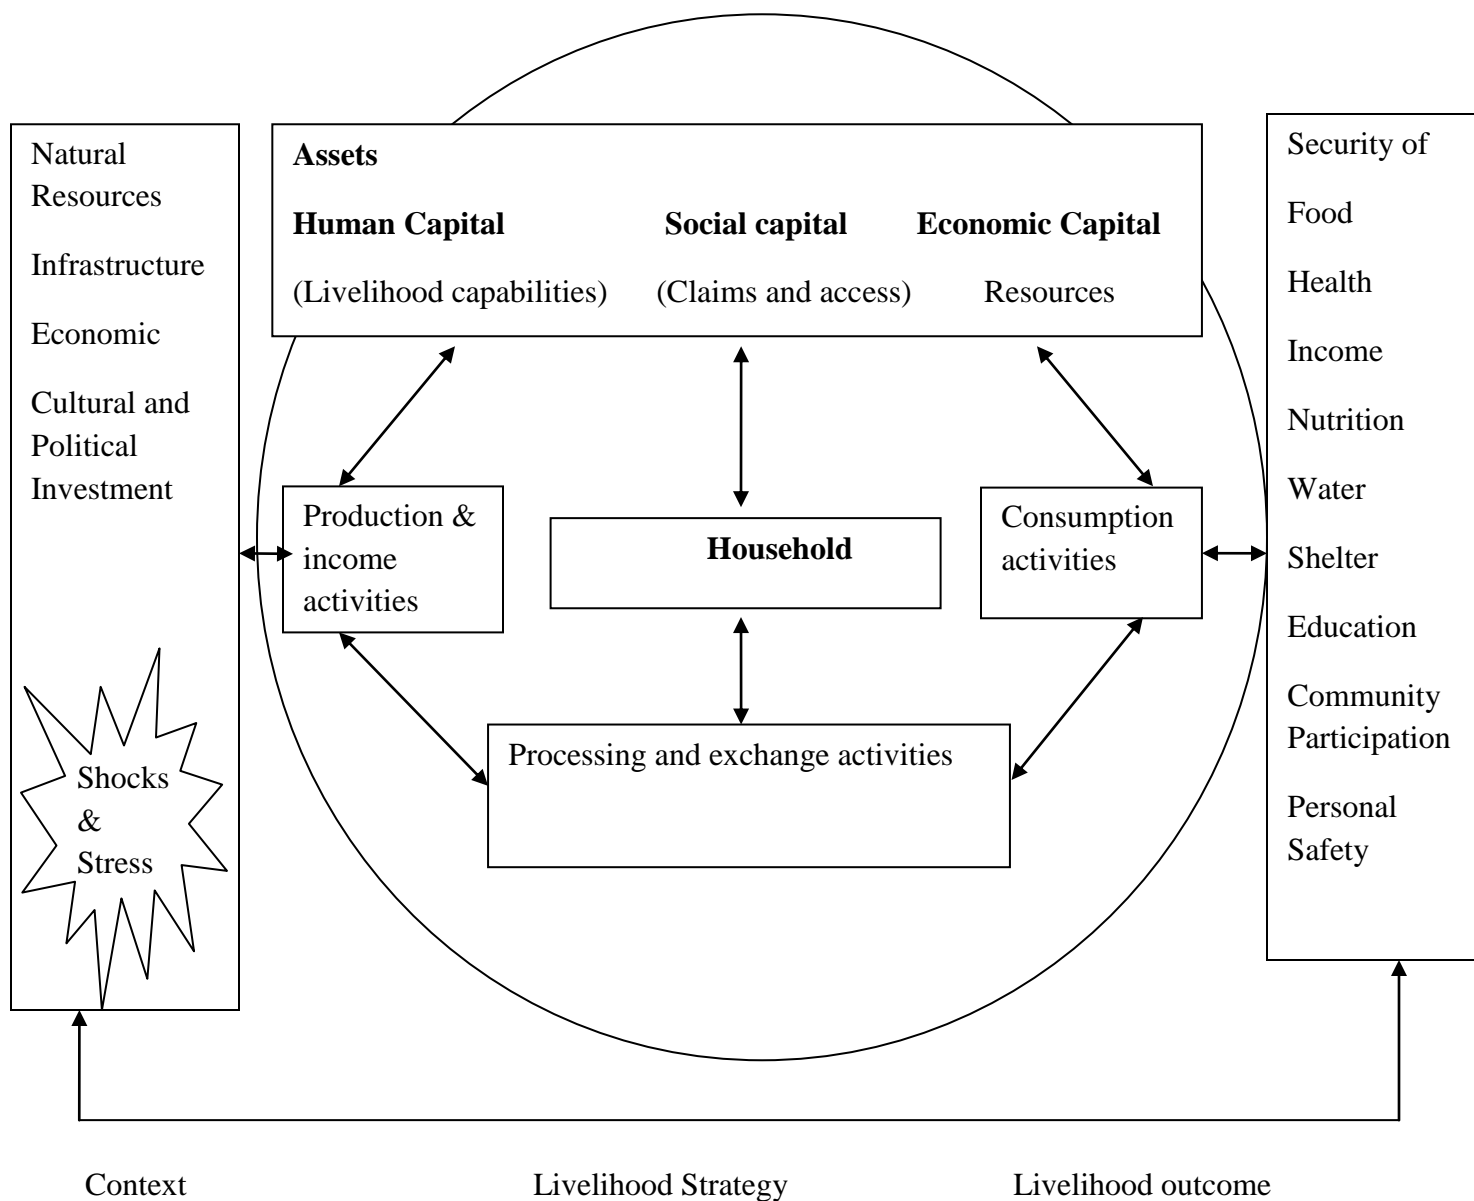 Natural
Resources
Infrastructure
Economic
Cultural and
Political
Investment
Shocks
&
Stress
Assets
Human Capital Social capital Economic Capital
(Livelihood capabilities) (Claims and access) Resources
Production &
income
activities
Household
Consumption
activities
Processing and exchange activities
Security of
Food
Health
Income
Nutrition
Water
Shelter
Education
Community
Participation
Personal
Safety
Context Livelihood Strategy Livelihood outcome